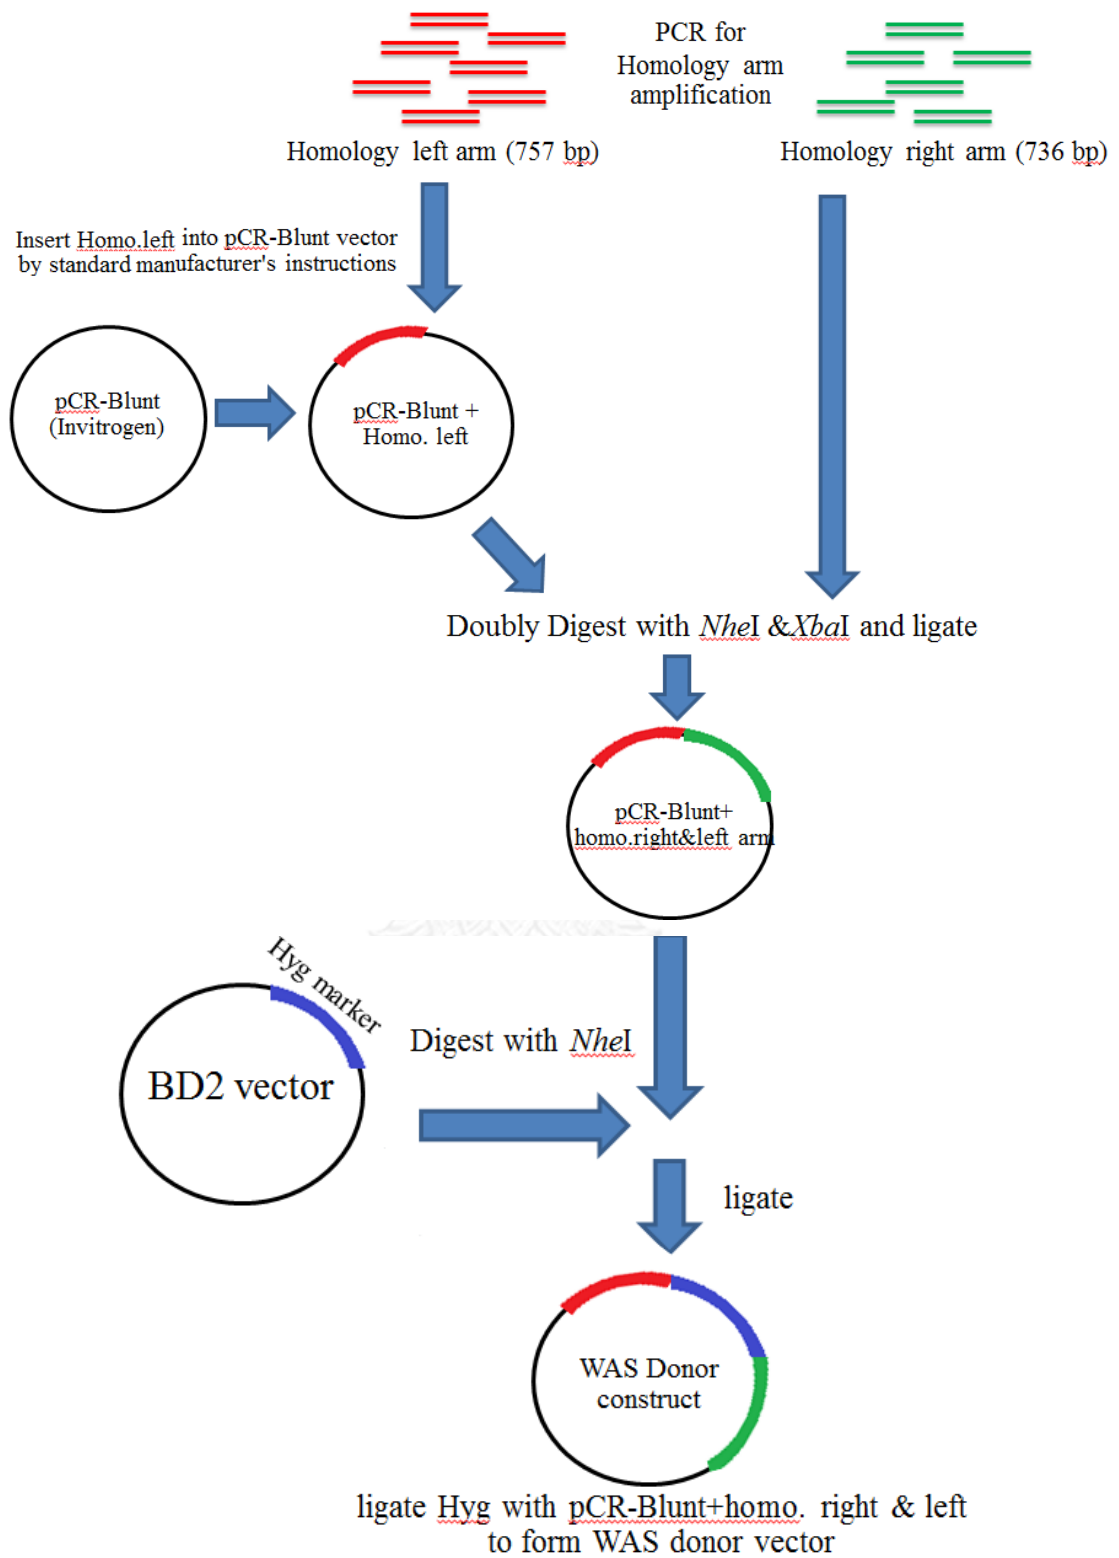 PCR for
Homology arm
amplification
Homology left arm (757 bp)
Homology right arm (736 bp)
Insert Homo.left into pCR-Blunt vector
by standard manufacturer's instructions
pCR-Blunt
(Invitrogen)
pCR-Blunt +
Homo. left
Doubly Digest with NheI &XbaI and ligate
pCR-Blunt+
homo.right&left arm
Hyg marker
BD2 vector
Digest with NheI
ligate
WAS Donor
construct
ligate Hyg with pCR-Blunt+homo. right & left
to form WAS donor vector